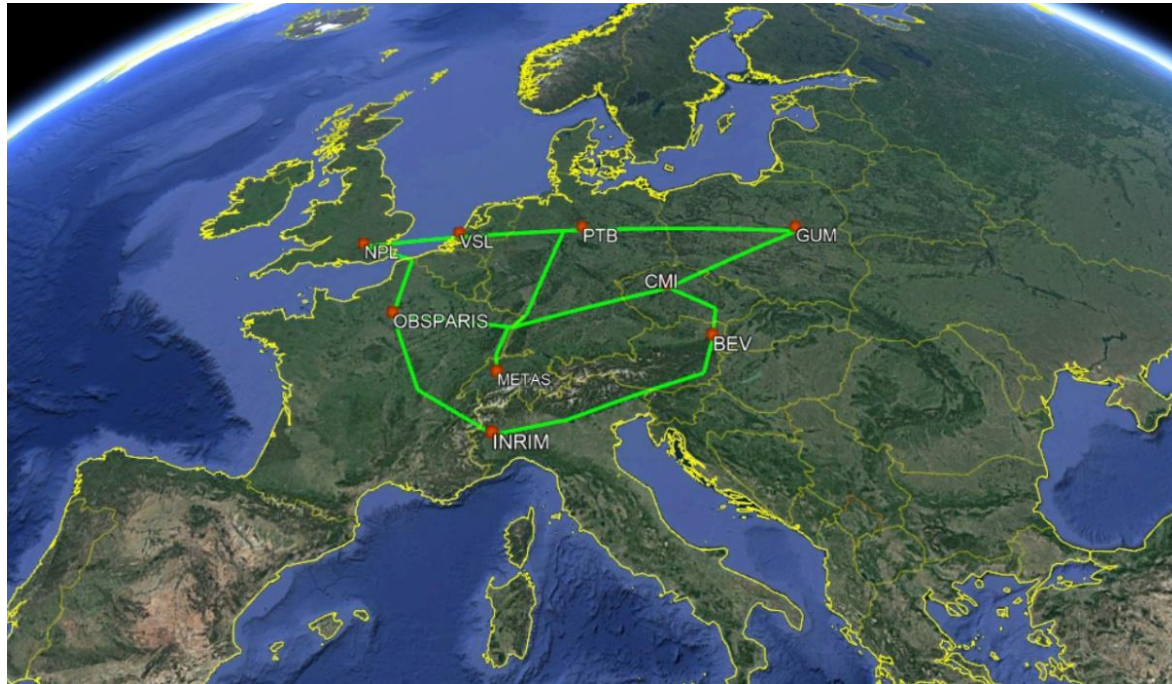 NPL
VSL
PTB
GUM
CMI
OBSPARIS
BEV
METAS
INRIM